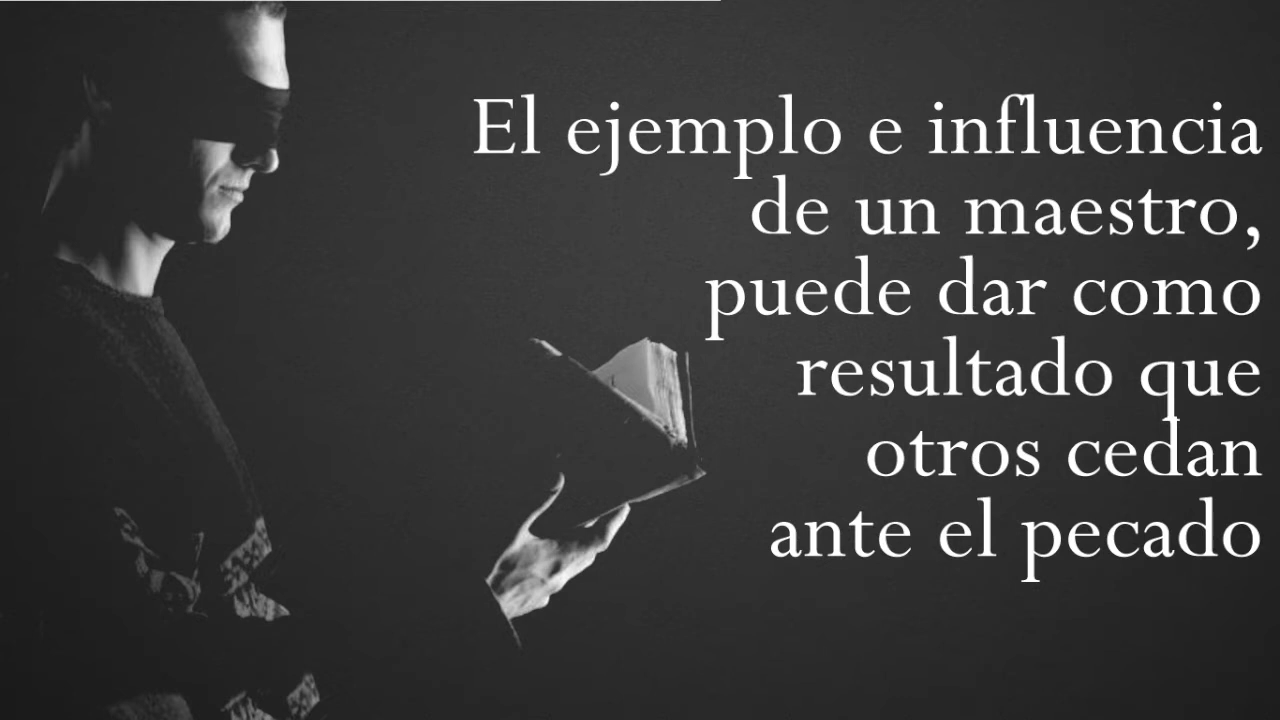 El ejemplo e influencia
de un maestro,
puede dar como
resultado que
otros cedan
ante el pecado